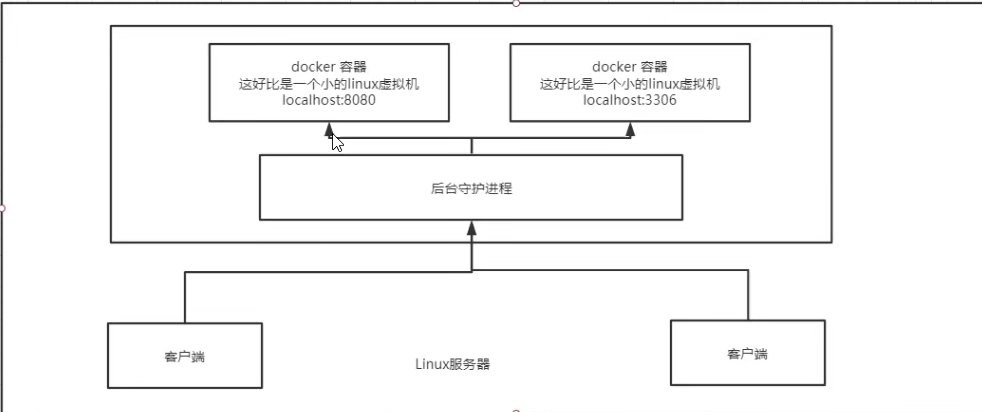 docker 容器
这好比是一个小的linux虚拟机
localhost:8080
docker 容器
这好比是一个小的linux虚拟机
localhost:3306
后台守护进程
客户端
Linux服务器
客户端